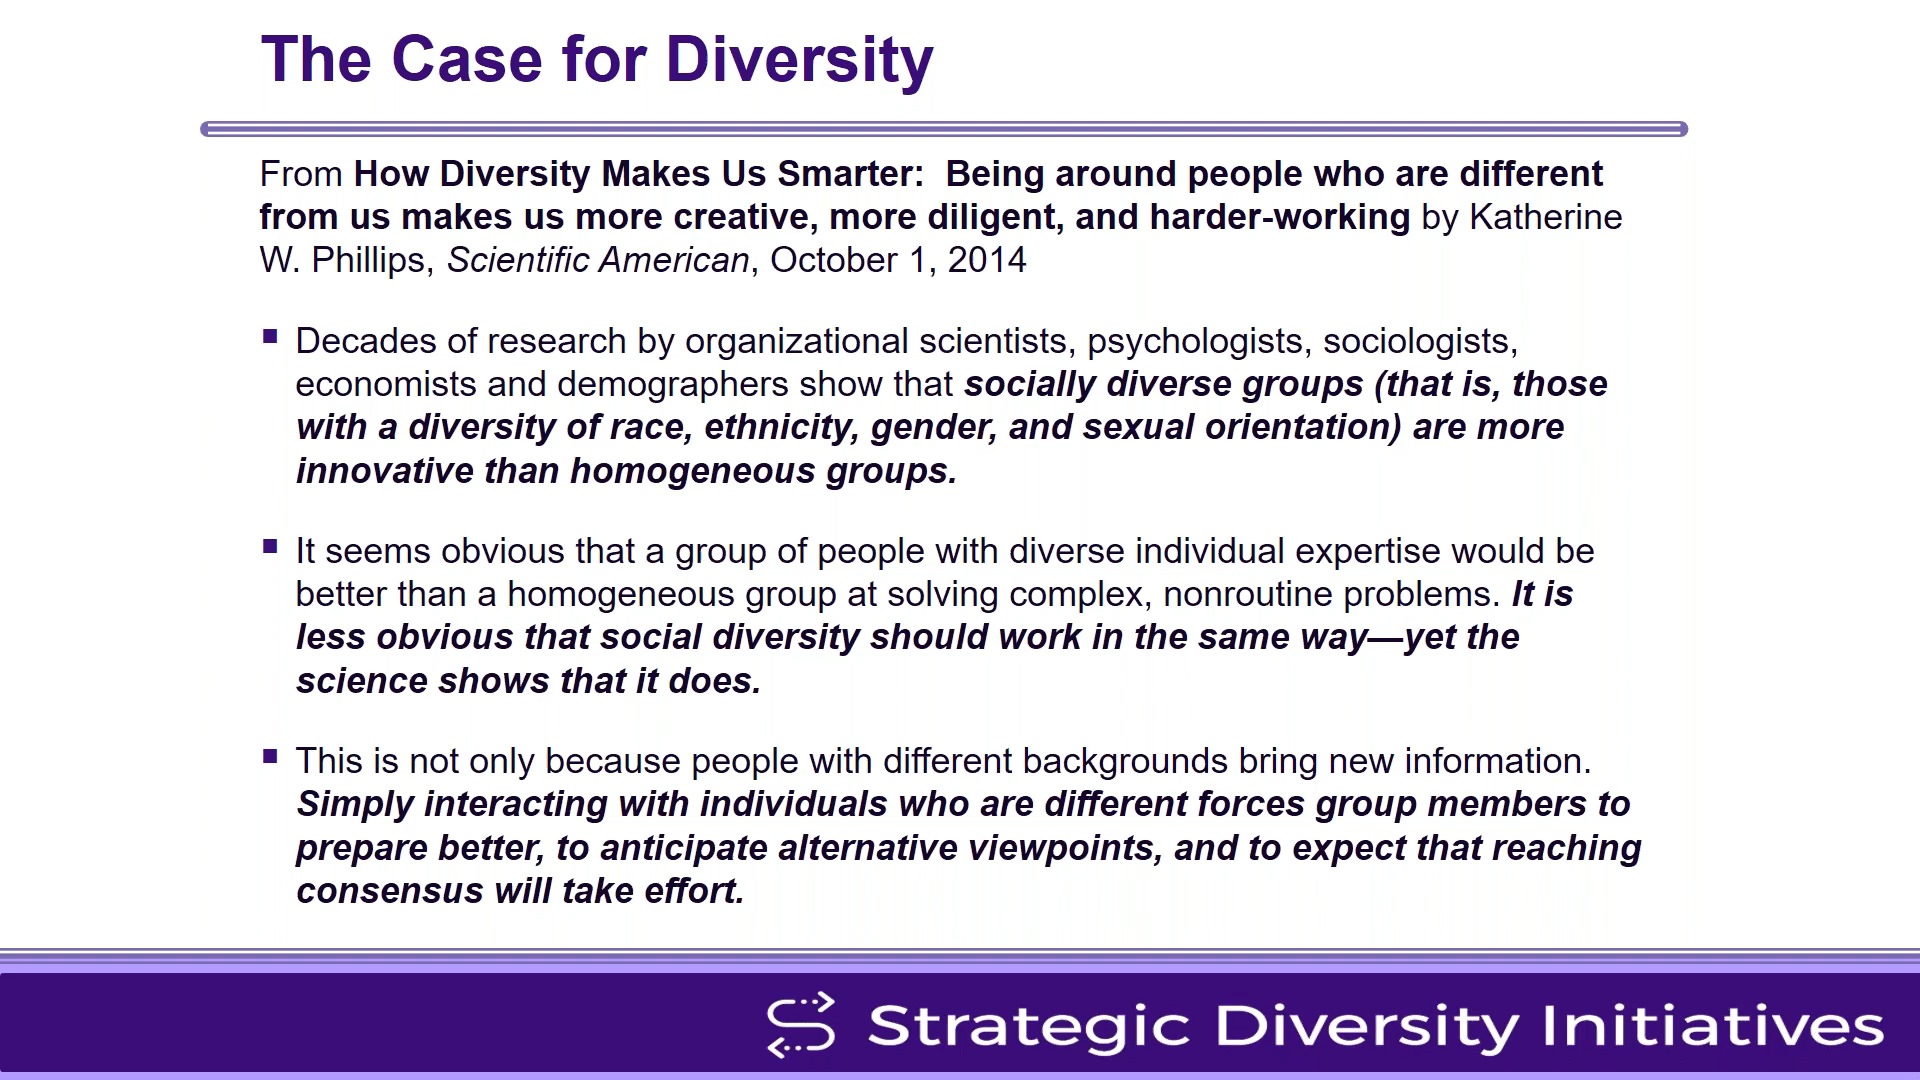 The Case for Diversity
From How Diversity Makes Us Smarter:  Being around people who are different
from us makes us more creative, more diligent, and harder-working by Katherine
W. Phillips, Scientific American, October 1, 2014
Decades of research by organizational scientists, psychologists, sociologists,
economists and demographers show that socially diverse groups (that is, those
with a diversity of race, ethnicity, gender, and sexual orientation) are more
innovative than homogeneous groups.
It seems obvious that a group of people with diverse individual expertise would be
better than a homogeneous group at solving complex, nonroutine problems. It is
less obvious that social diversity should work in the same way—yet the
science shows that it does.
This is not only because people with different backgrounds bring new information.
Simply interacting with individuals who are different forces group members to
prepare better, to anticipate alternative viewpoints, and to expect that reaching
consensus will take effort.
Strategic Diversity Initiatives